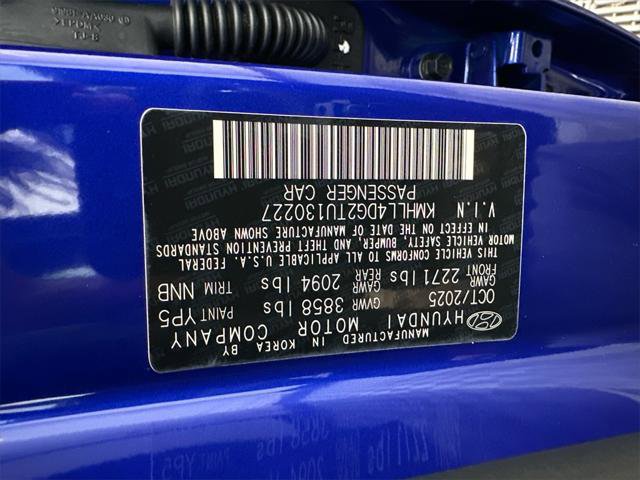 MANUFACTURED IN KOREA BY
HYUNDAI MOTOR COMPANY
OCT/2025 GVWR 3858 lbs PAINT YP5
GAWR FRONT 2271 lbs GAWR REAR 2094 lbs TRIM NNB
THIS VEHICLE CONFORMS TO ALL APPLICABLE U.S.A. FEDERAL
MOTOR VEHICLE SAFETY, BUMPER, AND THEFT PREVENTION STANDARDS
IN EFFECT ON THE DATE OF MANUFACTURE SHOWN ABOVE.
V.I.N KMHLL4DG2TU130227
PASSENGER CAR
>EPDM<